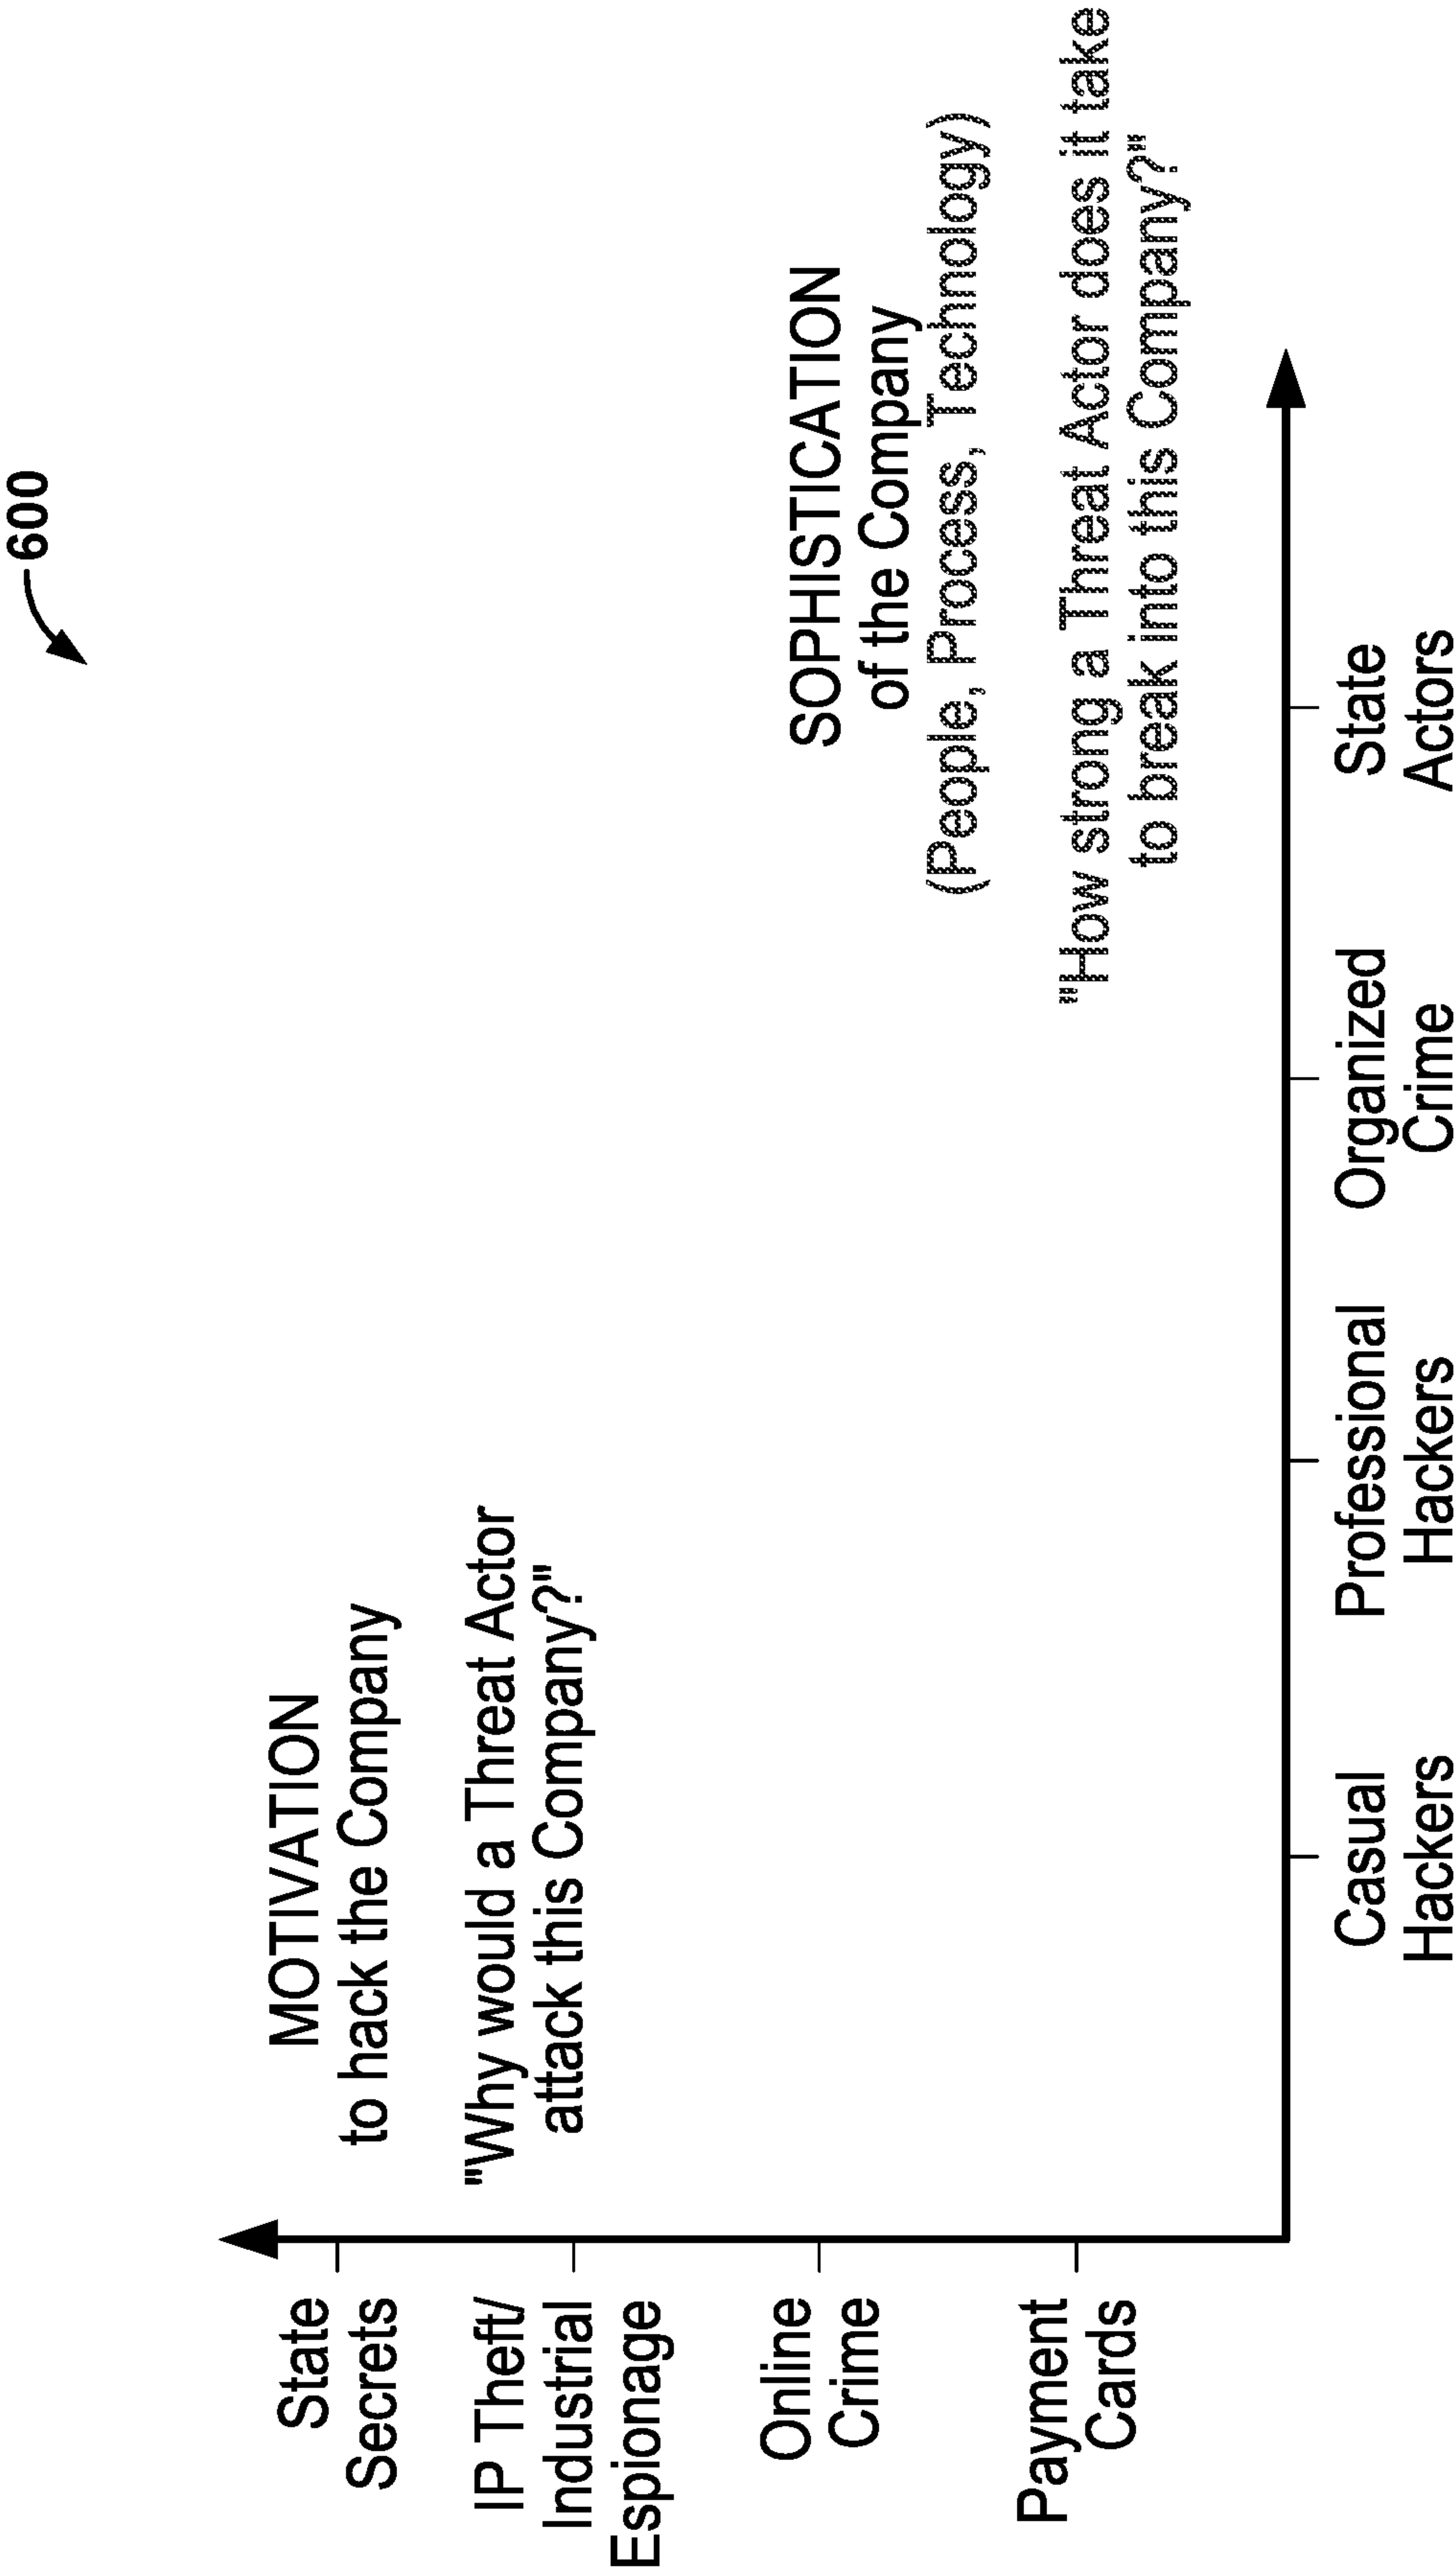 600
MOTIVATION
to hack the Company
"Why would a Threat Actor
attack this Company?"
State
Secrets
IP Theft/
Industrial
Espionage
Online
Crime
Payment
Cards
SOPHISTICATION
of the Company
(People, Process, Technology)
"How strong a Threat Actor does it take
to break into this Company?"
Casual
Hackers
Professional
Hackers
Organized
Crime
State
Actors